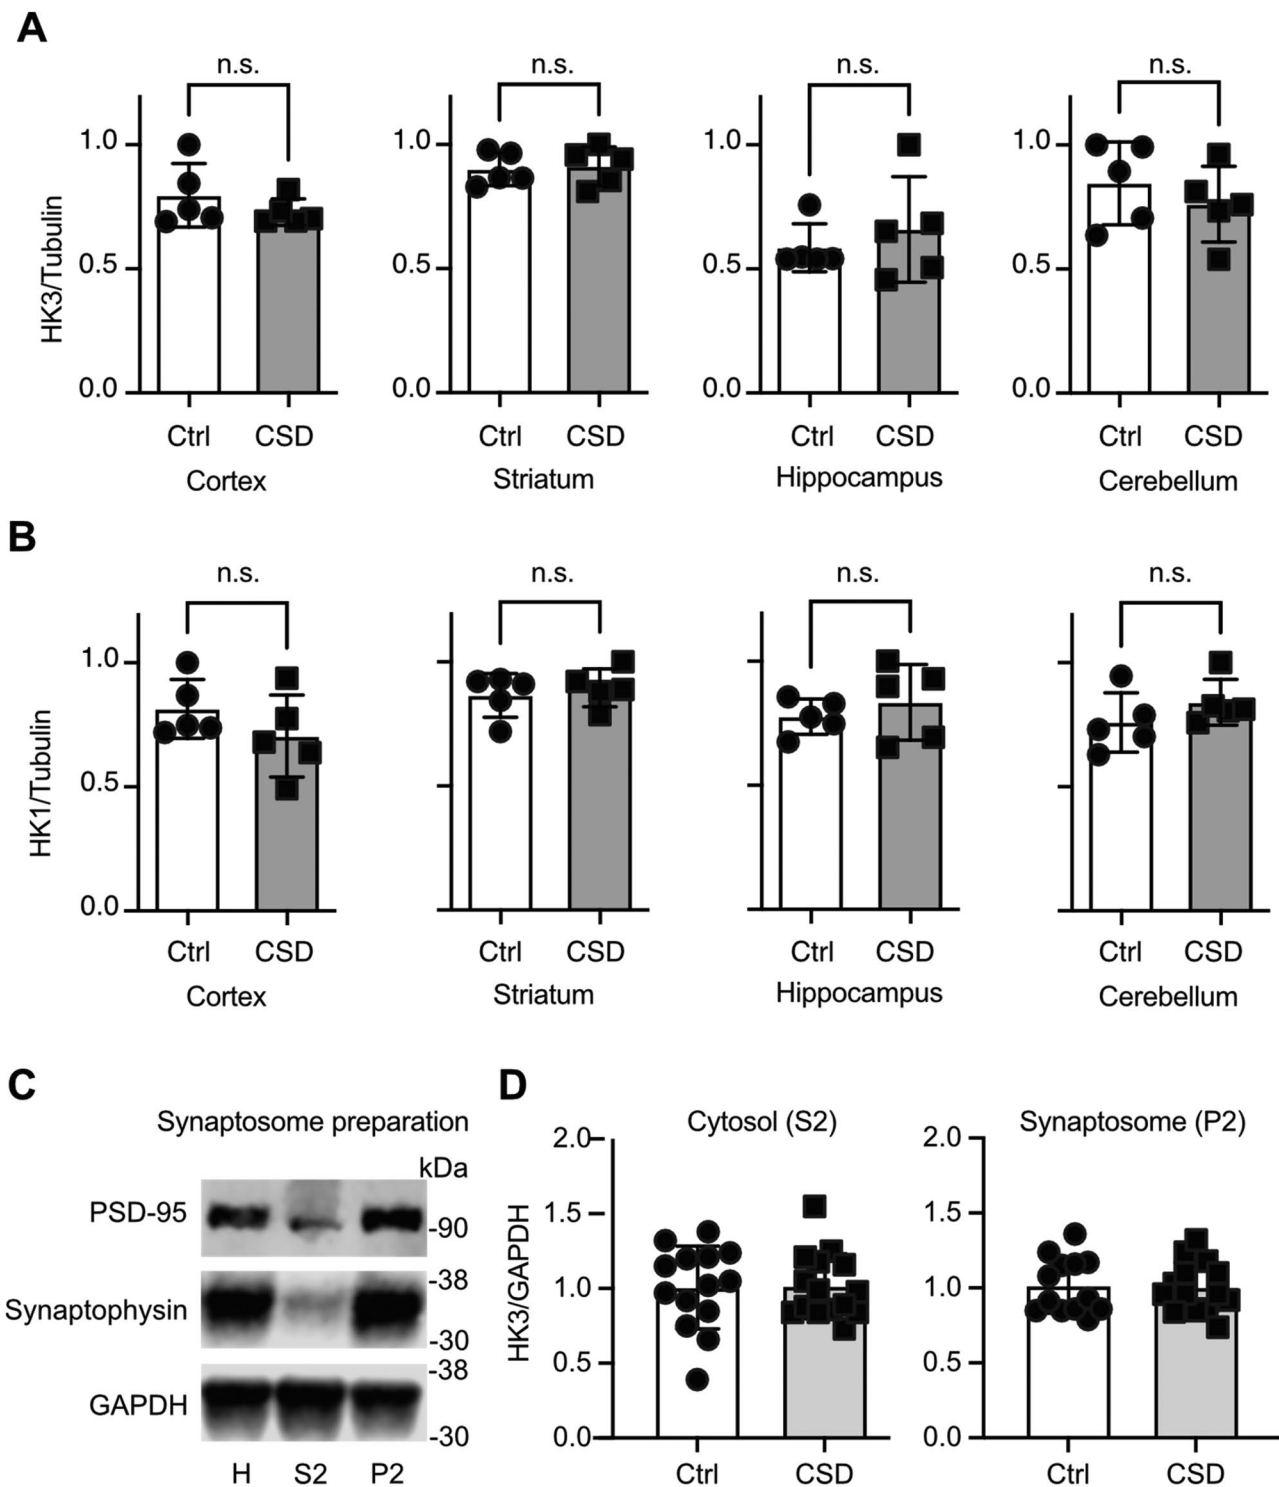 A
n.s. n.s. n.s. n.s.
HK3/Tubulin
1.0 1.0 1.0 1.0
0.5 0.5 0.5 0.5
0.0 0.0 0.0 0.0
Ctrl CSD Ctrl CSD Ctrl CSD Ctrl CSD
Cortex Striatum Hippocampus Cerebellum
B
n.s. n.s. n.s. n.s.
HK1/Tubulin
1.0
0.5
0.0
Ctrl CSD Ctrl CSD Ctrl CSD Ctrl CSD
Cortex Striatum Hippocampus Cerebellum
C
Synaptosome preparation
kDa
PSD-95
-90
-38
Synaptophysin
-30
-38
GAPDH
-30
H S2 P2
D
Cytosol (S2) Synaptosome (P2)
HK3/GAPDH
2.0 2.0
1.5 1.5
1.0 1.0
0.5 0.5
0.0 0.0
Ctrl CSD Ctrl CSD